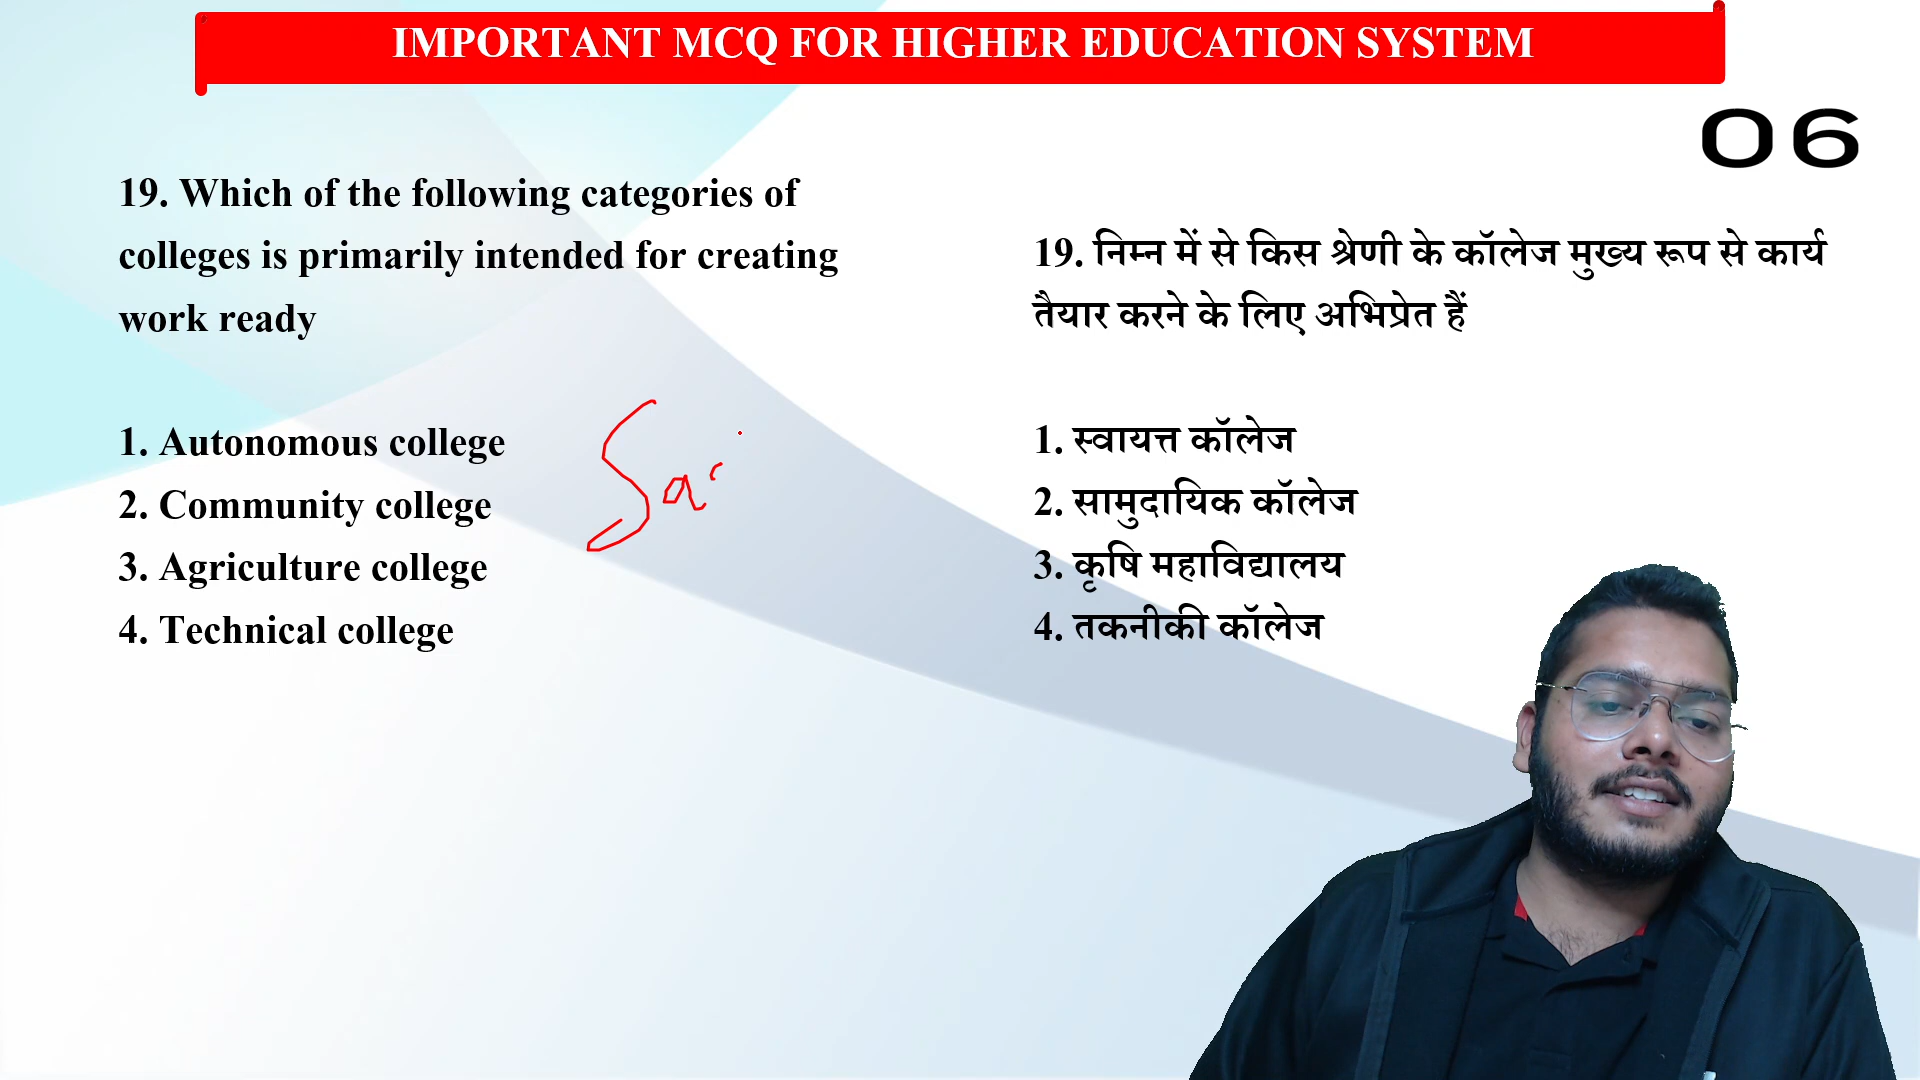 IMPORTANT MCQ FOR HIGHER EDUCATION SYSTEM
06
19. Which of the following categories of
colleges is primarily intended for creating
work ready
1. Autonomous college
2. Community college
3. Agriculture college
4. Technical college
Sa
19. निम्न में से किस श्रेणी के कॉलेज मुख्य रूप से कार्य
तैयार करने के लिए अभिप्रेत हैं
1. स्वायत्त कॉलेज
2. सामुदायिक कॉलेज
3. कृषि महाविद्यालय
4. तकनीकी कॉलेज